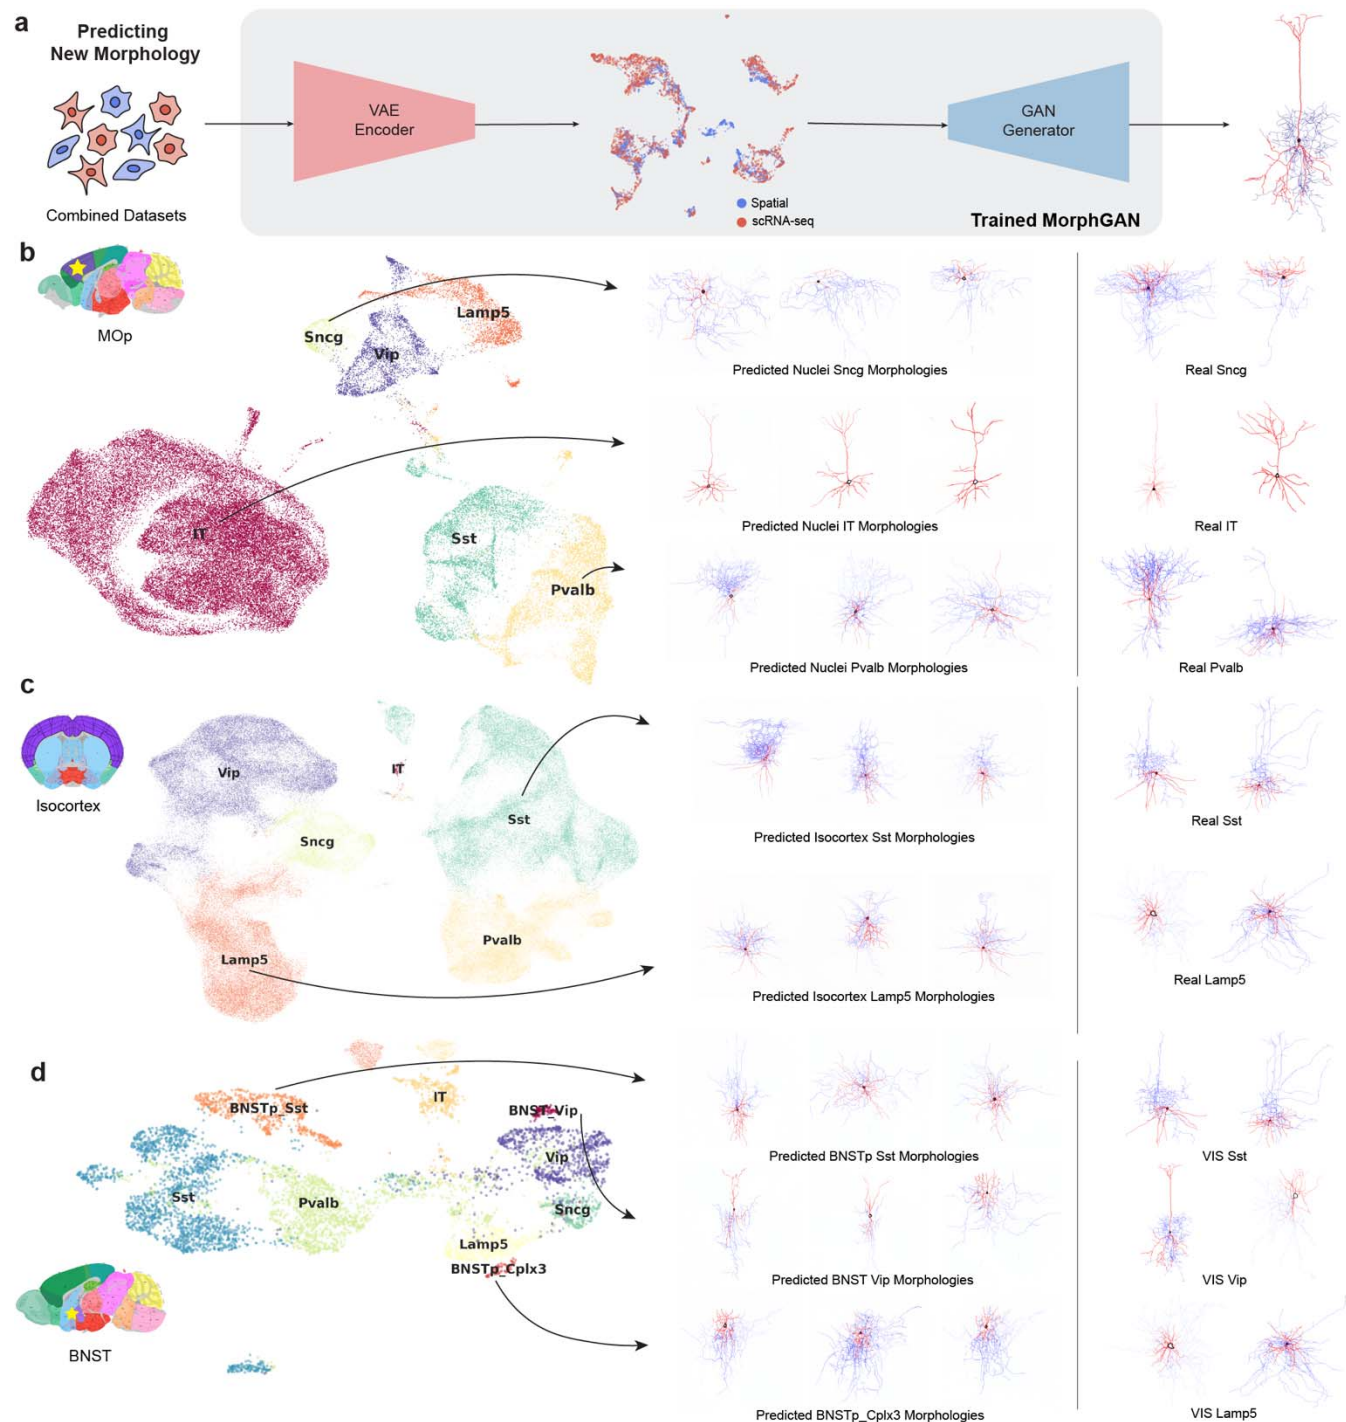 a
Predicting
New Morphology
Combined Datasets
VAE
Encoder
Spatial
scRNA-seq
GAN
Generator
Trained MorphGAN
b
MOp
Sncg
Vip
Lamp5
IT
Sst
Pvalb
Predicted Nuclei Sncg Morphologies
Real Sncg
Predicted Nuclei IT Morphologies
Real IT
Predicted Nuclei Pvalb Morphologies
Real Pvalb
c
Isocortex
Vip
IT
Sncg
Sst
Lamp5
Pvalb
Predicted Isocortex Sst Morphologies
Real Sst
Predicted Isocortex Lamp5 Morphologies
Real Lamp5
d
BNST
BNSTp_Sst
IT
BNST_Vip
Vip
Sst
Pvalb
Sncg
Lamp5
BNSTp_Cplx3
Predicted BNSTp Sst Morphologies
VIS Sst
Predicted BNST Vip Morphologies
VIS Vip
Predicted BNSTp_Cplx3 Morphologies
VIS Lamp5